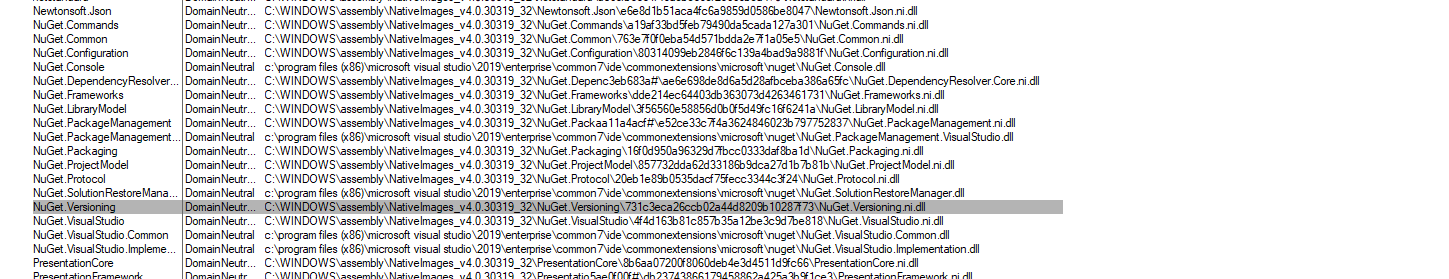 Newtonsoft.Json DomainNeutr... C:\WINDOWS\assembly\NativeImages_v4.0.30319_32\Newtonsoft.Json\e6e8d1b51aca4fc6a9859d0586be8047\Newtonsoft.Json.ni.dll
NuGet.Commands DomainNeutr... C:\WINDOWS\assembly\NativeImages_v4.0.30319_32\NuGet.Commands\a19af33bd5feb79490da5cada127a301\NuGet.Commands.ni.dll
NuGet.Common DomainNeutr... C:\WINDOWS\assembly\NativeImages_v4.0.30319_32\NuGet.Common\763e7f0f0eba54d571bdda2e7f1a05e5\NuGet.Common.ni.dll
NuGet.Configuration DomainNeutr... C:\WINDOWS\assembly\NativeImages_v4.0.30319_32\NuGet.Configuration\80314099eb2846f6c139a4bad9a9881f\NuGet.Configuration.ni.dll
NuGet.Console DomainNeutral c:\program files (x86)\microsoft visual studio\2019\enterprise\common7\ide\commonextensions\microsoft\nuget\NuGet.Console.dll
NuGet.DependencyResolver... DomainNeutr... C:\WINDOWS\assembly\NativeImages_v4.0.30319_32\NuGet.Depenc3eb683a#\ae6e698de8d6a5d28afbceba386a65fc\NuGet.DependencyResolver.Core.ni.dll
NuGet.Frameworks DomainNeutr... C:\WINDOWS\assembly\NativeImages_v4.0.30319_32\NuGet.Frameworks\dde214ec64403db363073d4263461731\NuGet.Frameworks.ni.dll
NuGet.LibraryModel DomainNeutr... C:\WINDOWS\assembly\NativeImages_v4.0.30319_32\NuGet.LibraryModel\3f56560e58856d0b0f5d49fc16f6241a\NuGet.LibraryModel.ni.dll
NuGet.PackageManagement DomainNeutr... C:\WINDOWS\assembly\NativeImages_v4.0.30319_32\NuGet.Packaa11a4acf#\e52ce33c7f4a3624846023b797752837\NuGet.PackageManagement.ni.dll
NuGet.PackageManagement... DomainNeutral c:\program files (x86)\microsoft visual studio\2019\enterprise\common7\ide\commonextensions\microsoft\nuget\NuGet.PackageManagement.VisualStudio.dll
NuGet.Packaging DomainNeutr... C:\WINDOWS\assembly\NativeImages_v4.0.30319_32\NuGet.Packaging\16f0d950a96329d7fbcc0333daf8ba1d\NuGet.Packaging.ni.dll
NuGet.ProjectModel DomainNeutr... C:\WINDOWS\assembly\NativeImages_v4.0.30319_32\NuGet.ProjectModel\857732dda62d33186b9dca27d1b7b81b\NuGet.ProjectModel.ni.dll
NuGet.Protocol DomainNeutr... C:\WINDOWS\assembly\NativeImages_v4.0.30319_32\NuGet.Protocol\20eb1e89b0535dacf75fecc3344c3f24\NuGet.Protocol.ni.dll
NuGet.SolutionRestoreMana... DomainNeutral c:\program files (x86)\microsoft visual studio\2019\enterprise\common7\ide\commonextensions\microsoft\nuget\NuGet.SolutionRestoreManager.dll
NuGet.Versioning DomainNeutr... C:\WINDOWS\assembly\NativeImages_v4.0.30319_32\NuGet.Versioning\731c3eca26ccb02a44d8209b10287f73\NuGet.Versioning.ni.dll
NuGet.VisualStudio DomainNeutr... C:\WINDOWS\assembly\NativeImages_v4.0.30319_32\NuGet.VisualStudio\4f4d163b81c857b35a12be3c9d7be818\NuGet.VisualStudio.ni.dll
NuGet.VisualStudio.Common DomainNeutral c:\program files (x86)\microsoft visual studio\2019\enterprise\common7\ide\commonextensions\microsoft\nuget\NuGet.VisualStudio.Common.dll
NuGet.VisualStudio.Impleme... DomainNeutral c:\program files (x86)\microsoft visual studio\2019\enterprise\common7\ide\commonextensions\microsoft\nuget\NuGet.VisualStudio.Implementation.dll
PresentationCore DomainNeutr... C:\WINDOWS\assembly\NativeImages_v4.0.30319_32\PresentationCore\8b6aa07200f8060deb4e3d4511d9fc66\PresentationCore.ni.dll
PresentationFramework DomainNeutr... C:\WINDOWS\assembly\NativeImages_v4.0.30319_32\Presentatio5ae0f00f#\db23743866179458862a425a3b9f1ce3\PresentationFramework.ni.dll